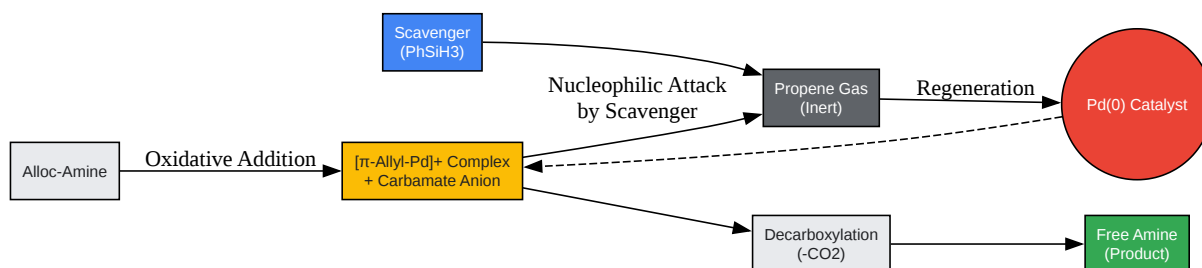 Scavenger
(PhSiH3)
Nucleophilic Attack
by Scavenger
Propene Gas
(Inert)
Regeneration
Pd(0) Catalyst
Alloc-Amine
Oxidative Addition
[π-Allyl-Pd]+ Complex
+ Carbamate Anion
Decarboxylation
(-CO2)
Free Amine
(Product)